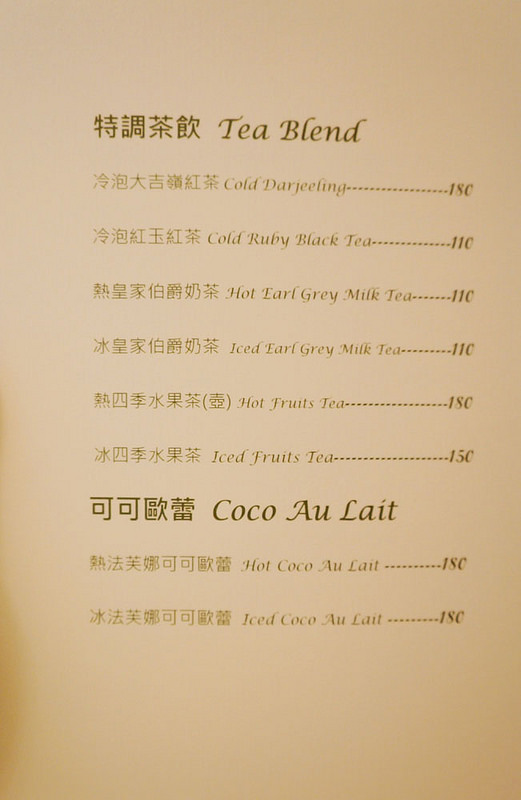 特調茶飲 Tea Blend
冷泡大吉嶺紅茶 Cold Darjeeling------------------180
冷泡紅玉紅茶 Cold Ruby Black Tea--------------110
熱皇家伯爵奶茶 Hot Earl Grey Milk Tea-------110
冰皇家伯爵奶茶 Iced Earl Grey Milk Tea---------110
熱四季水果茶(壺) Hot Fruits Tea------------------180
冰四季水果茶 Iced Fruits Tea--------------------150
可可歐蕾 Coco Au Lait
熱法芙娜可可歐蕾 Hot Coco Au Lait ----------180
冰法芙娜可可歐蕾 Iced Coco Au Lait ---------180